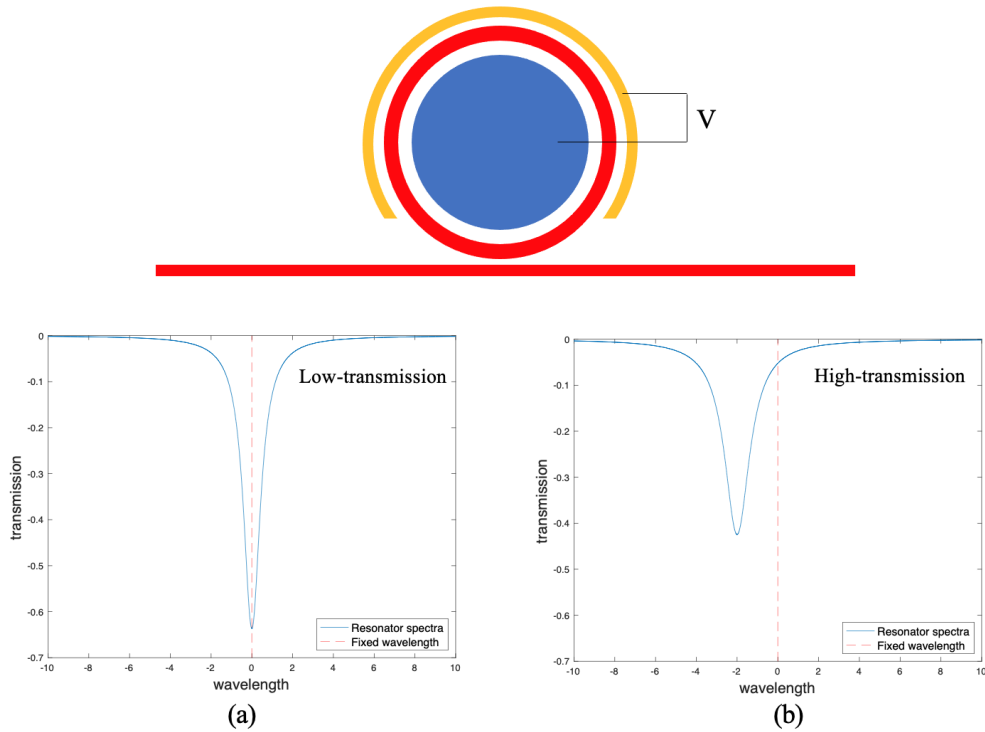 V
0
-0.1
-0.2
-0.3
-0.4
-0.5
-0.6
-0.7
transmission
Low-transmission
Resonator spectra
Fixed wavelength
-10 -8 -6 -4 -2 0 2 4 6 8 10
wavelength
(a)
0
-0.1
-0.2
-0.3
-0.4
-0.5
-0.6
-0.7
transmission
High-transmission
Resonator spectra
Fixed wavelength
-10 -8 -6 -4 -2 0 2 4 6 8 10
wavelength
(b)